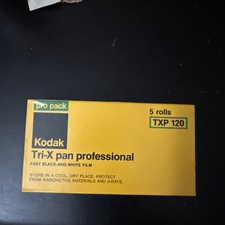 pro pack
5 rolls
TXP 120
Kodak
Tri-X pan professional
FAST BLACK-AND-WHITE FILM
STORE IN A COOL, DRY PLACE. PROTECT
FROM RADIOACTIVE MATERIALS AND X-RAYS.